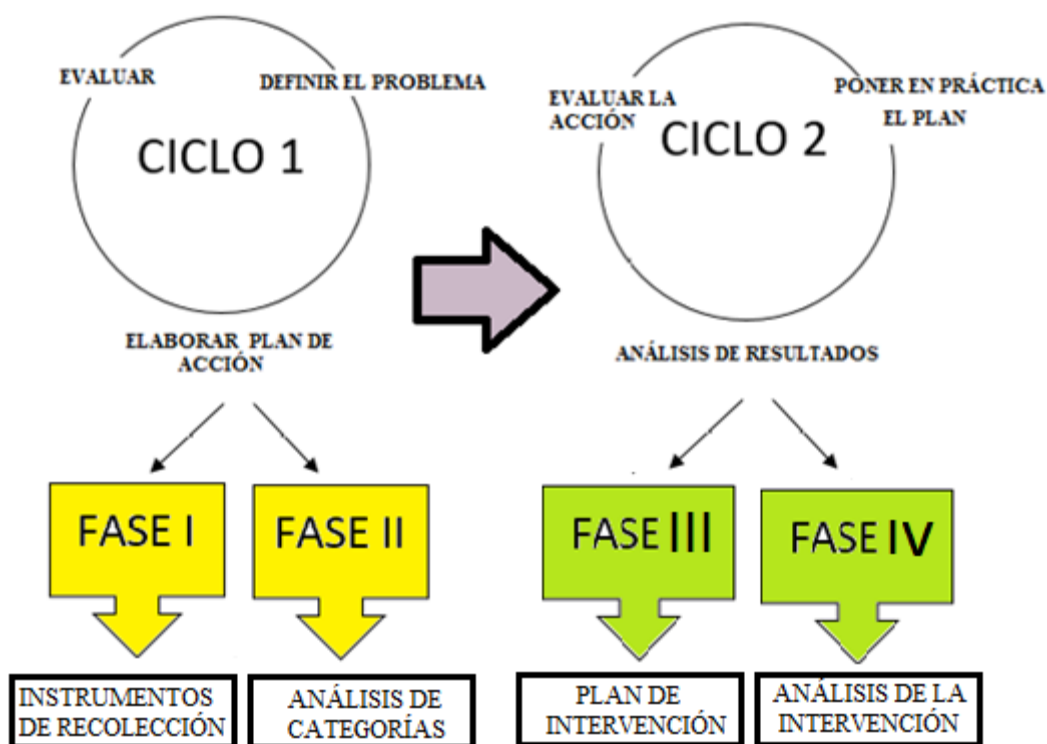 EVALUAR
DEFINIR EL PROBLEMA
CICLO 1
ELABORAR PLAN DE
ACCIÓN
EVALUAR LA
ACCIÓN
PONER EN PRÁCTICA
EL PLAN
CICLO 2
ANÁLISIS DE RESULTADOS
FASE I
FASE II
FASE III
FASE IV
INSTRUMENTOS
DE RECOLECCIÓN
ANÁLISIS DE
CATEGORÍAS
PLAN DE
INTERVENCIÓN
ANÁLISIS DE LA
INTERVENCIÓN